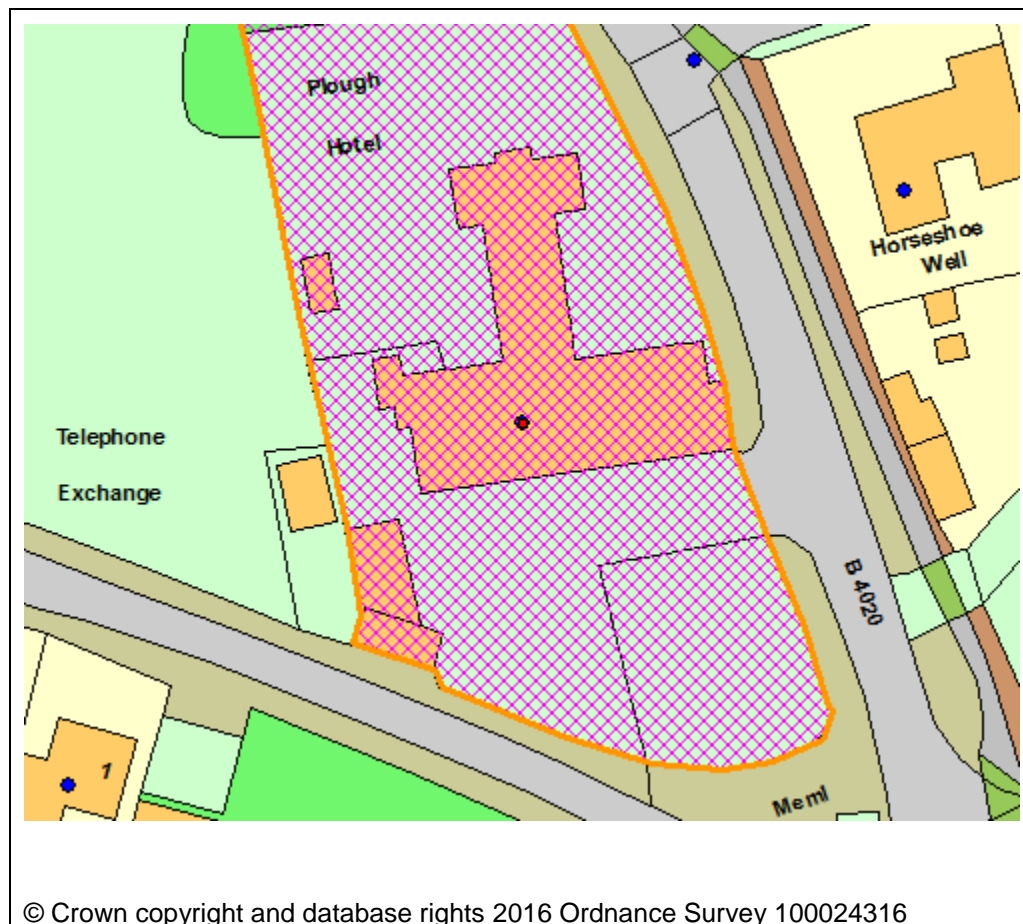 Plough
Hotel
Horseshoe
Well
Telephone
Exchange
B 4020
1
Meml
© Crown copyright and database rights 2016 Ordnance Survey 100024316